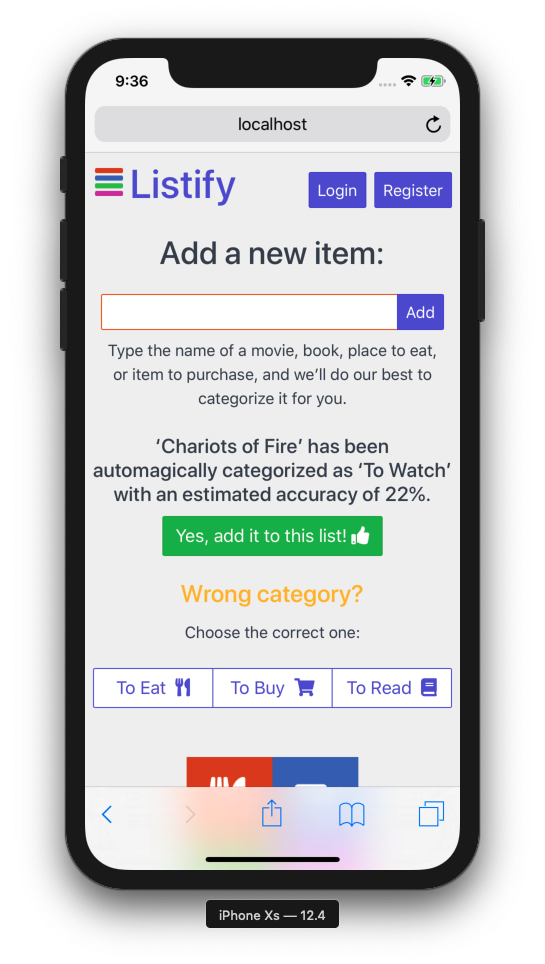 9:36
localhost
Listify
Login
Register
Add a new item:
Add
Type the name of a movie, book, place to eat,
or item to purchase, and we’ll do our best to
categorize it for you.
‘Chariots of Fire’ has been
automagically categorized as ‘To Watch’
with an estimated accuracy of 22%.
Yes, add it to this list!
Wrong category?
Choose the correct one:
To Eat
To Buy
To Read
iPhone Xs — 12.4